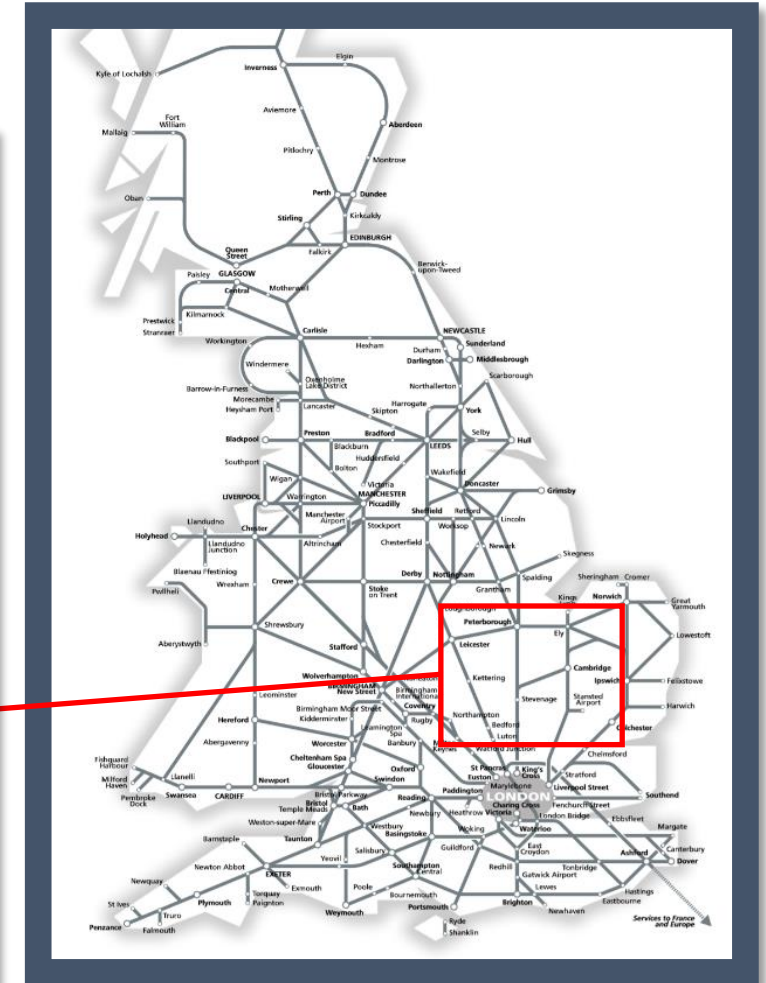 Elgin
Inverness
Kyle of Lochalsh
Aviemore
Fort
William
Mallaig
Aberdeen
Pitlochry
Montrose
Perth
Dundee
Oban
Stirling
Kirkcaldy
EDINBURGH
Queen
Street
Falkirk
Berwick-
upon-Tweed
Paisley
GLASGOW
Central
Motherwell
Prestwick
Kilmarnock
Stranraer
Carlisle
NEWCASTLE
Workington
Hexham
Durham
Sunderland
Darlington
Middlesbrough
Windermere
Scarborough
Oxenholme
Lake District
Barrow-In-Furness
Northallerton
Morecambe
Heysham Port
Lancaster
Harrogate
Skipton
York
Blackpool
Preston
Bradford
Selby
Hull
Blackburn
LEEDS
Huddersfield
Southport
Bolton
Wakefield
Wigan
Victoria
Doncaster
LIVERPOOL
Warrington
MANCHESTER
Piccadilly
Grimsby
Manchester
Airport
Sheffield
Retford
Llandudno
Stockport
Worksop
Lincoln
Holyhead
Chester
Llandudno
Junction
Altrincham
Chesterfield
Newark
Skegness
Blaenau Ffestiniog
Wrexham
Crewe
Derby
Nottingham
Spalding
Sheringham
Cromer
Pwllheli
Stoke
on Trent
Grantham
Kings
Norwich
Great
Yarmouth
Loughborough
Peterborough
Shrewsbury
Ely
Lowestoft
Aberystwyth
Stafford
Leicester
Wolverhampton
Cambridge
Kettering
Ipswich
Felixstowe
BIRMINGHAM
New Street
Birmingham
International
Leominster
Stevenage
Stansted
Airport
Harwich
Birmingham Moor Street
Coventry
Kidderminster
Rugby
Northampton
Hereford
Leamington
Spa
Bedford
Colchester
Abergavenny
Worcester
Banbury
Keynes
Luton
Watford Junction
Chelmsford
Cheltenham Spa
Gloucester
Fishguard
Harbour
Oxford
St Pancras
King's
Cross
Euston
Stratford
Milford
Haven
Llanelli
Newport
Swindon
Paddington
Marylebone
Liverpool Street
Pembroke
Dock
Swansea
CARDIFF
Bristol Parkway
LONDON
Southend
Bristol
Temple Meads
Bath
Reading
Charing Cross
Fenchurch Street
Newbury
Heathrow
Victoria
London Bridge
Ebbsfleet
Weston-super-Mare
Westbury
Basingstoke
Woking
Waterloo
Margate
Barnstaple
Taunton
Salisbury
Guildford
East
Croydon
Ashford
Canterbury
Yeovil
Dover
Newton Abbot
Southampton
Central
Redhill
Tonbridge
EXETER
Gatwick Airport
Newquay
Exmouth
Poole
Lewes
Hastings
Torquay
Paignton
Bournemouth
Eastbourne
St Ives
Plymouth
Portsmouth
Brighton
Newhaven
Truro
Weymouth
Penzance
Falmouth
Ryde
Shanklin
Services to France
and Europe